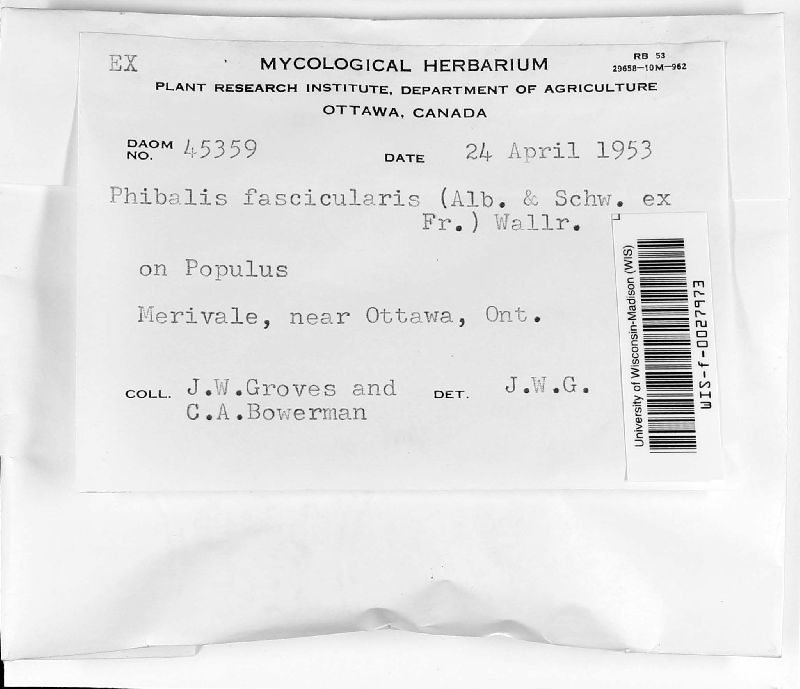 EX
MYCOLOGICAL HERBARIUM
RB 53
29658—10M—962
PLANT RESEARCH INSTITUTE, DEPARTMENT OF AGRICULTURE
OTTAWA, CANADA
DAOM NO. 45359
DATE 24 April 1953
Phibalis fascicularis (Alb. & Schw. ex
Fr.) Wallr.
on Populus
Merivale, near Ottawa, Ont.
COLL. J.W.Groves and
C.A.Bowerman
DET. J.W.G.
University of Wisconsin-Madison (WIS)
WIS-f-0027973